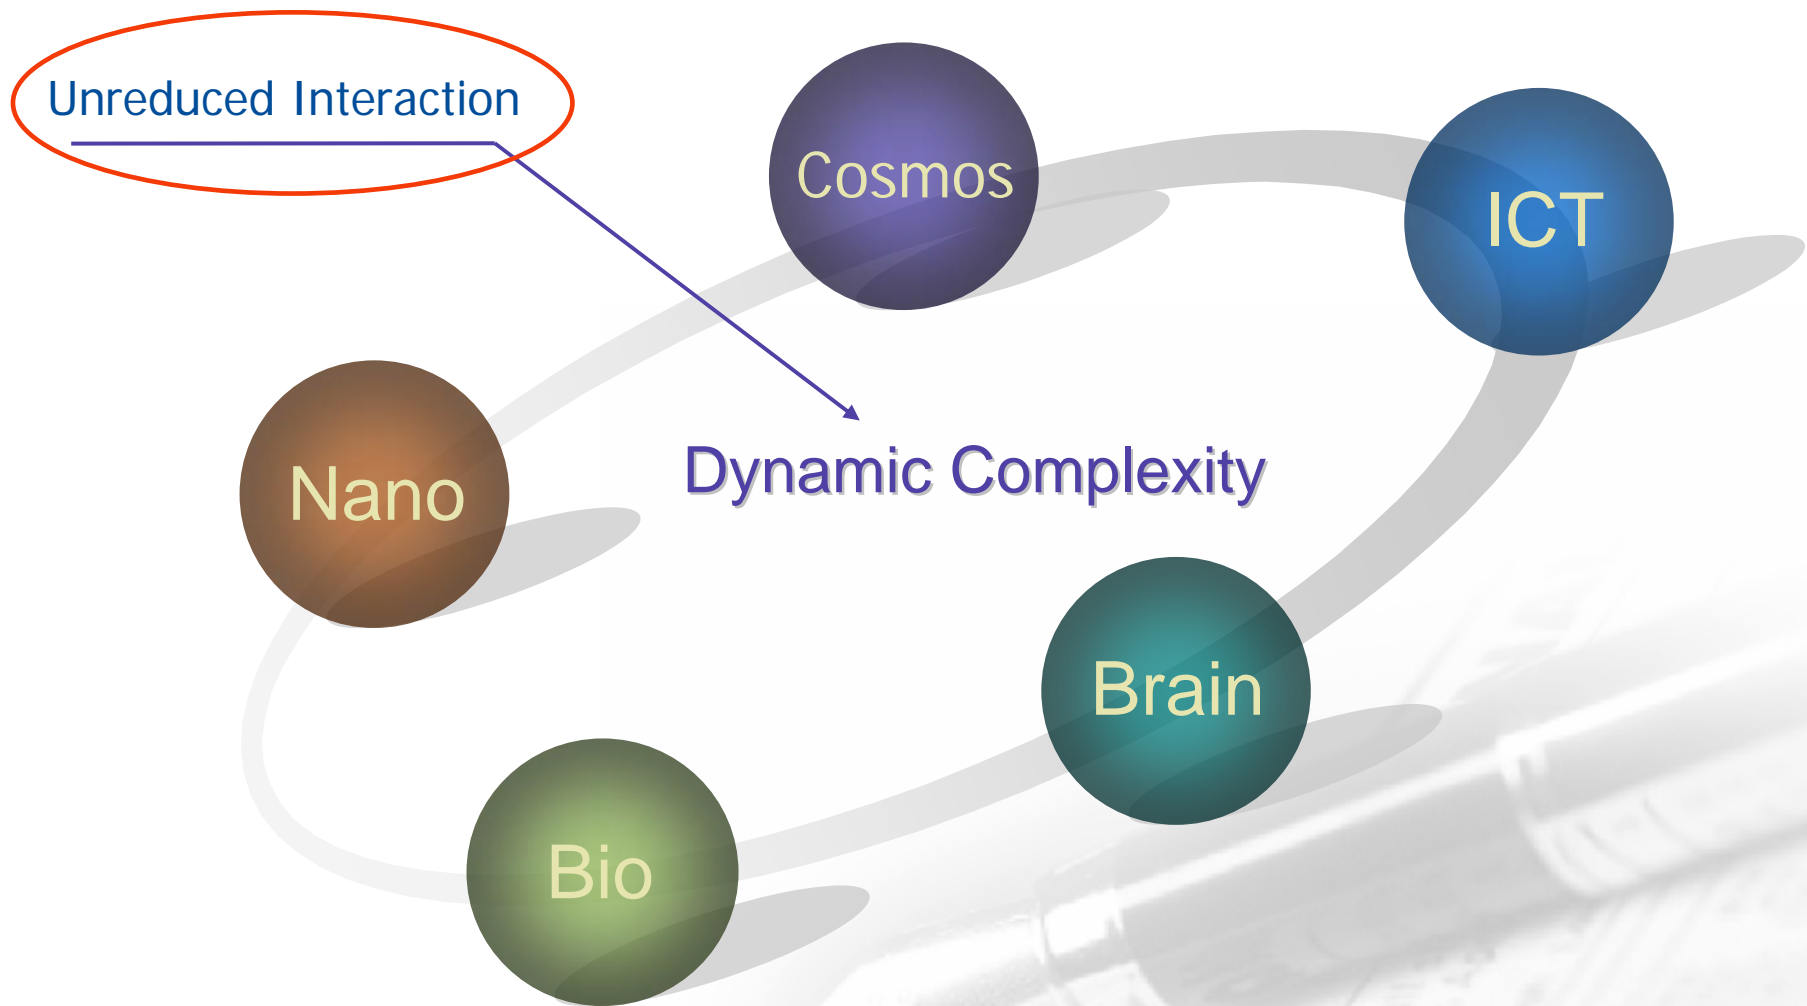 Unreduced Interaction
Cosmos
ICT
Nano
Dynamic Complexity
Brain
Bio